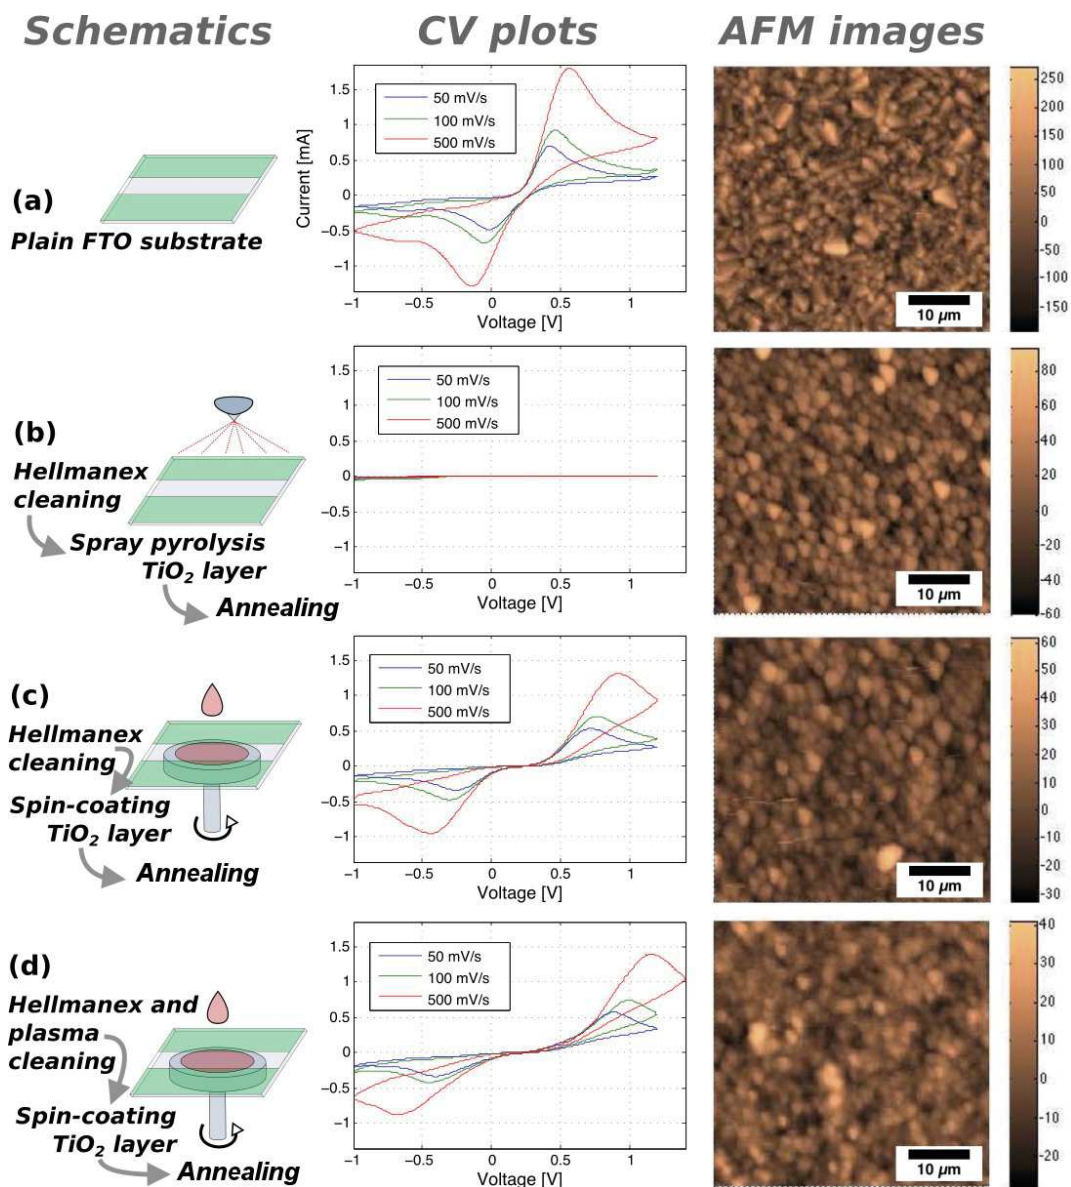 Schematics
CV plots
AFM images
(a)
Plain FTO substrate
50 mV/s
100 mV/s
500 mV/s
Current [mA]
1.5
1
0.5
0
−0.5
−1
−1
−0.5
0
0.5
1
Voltage [V]
10 µm
250
200
150
100
50
0
-50
-100
-150
(b)
Hellmanex
cleaning
Spray pyrolysis
TiO2 layer
Annealing
50 mV/s
100 mV/s
500 mV/s
1.5
1
0.5
0
−0.5
−1
−1
−0.5
0
0.5
1
Voltage [V]
10 µm
80
60
40
20
0
-20
-40
-60
(c)
Hellmanex
cleaning
Spin-coating
TiO2 layer
Annealing
50 mV/s
100 mV/s
500 mV/s
1.5
1
0.5
0
−0.5
−1
−1
−0.5
0
0.5
1
Voltage [V]
10 µm
60
50
40
30
20
10
0
-10
-20
-30
(d)
Hellmanex and
plasma
cleaning
Spin-coating
TiO2 layer
Annealing
50 mV/s
100 mV/s
500 mV/s
1.5
1
0.5
0
−0.5
−1
−1
−0.5
0
0.5
1
Voltage [V]
10 µm
40
30
20
10
0
-10
-20